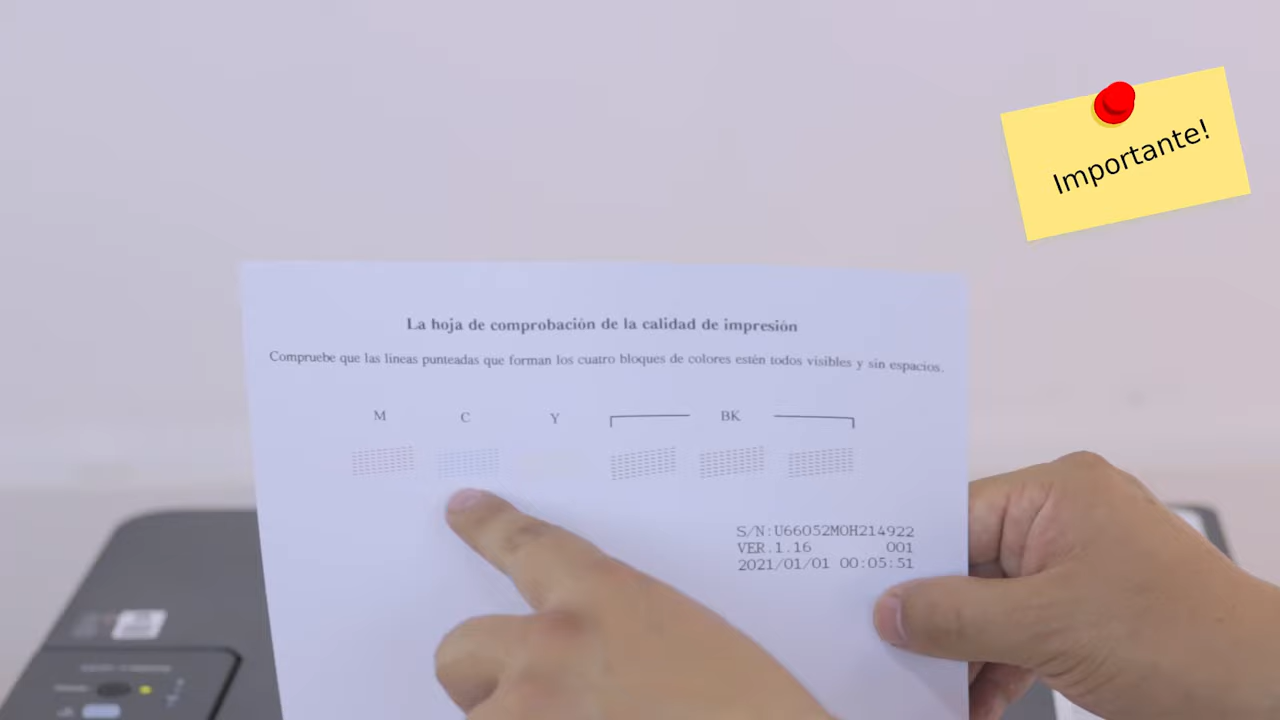 Importante!
La hoja de comprobación de la calidad de impresión
Compruebe que las líneas punteadas que forman los cuatro bloques de colores estén todos visibles y sin espacios.
M C Y BK
S/N:U66052M0H214922
VER.1.16 001
2021/01/01 00:05:51